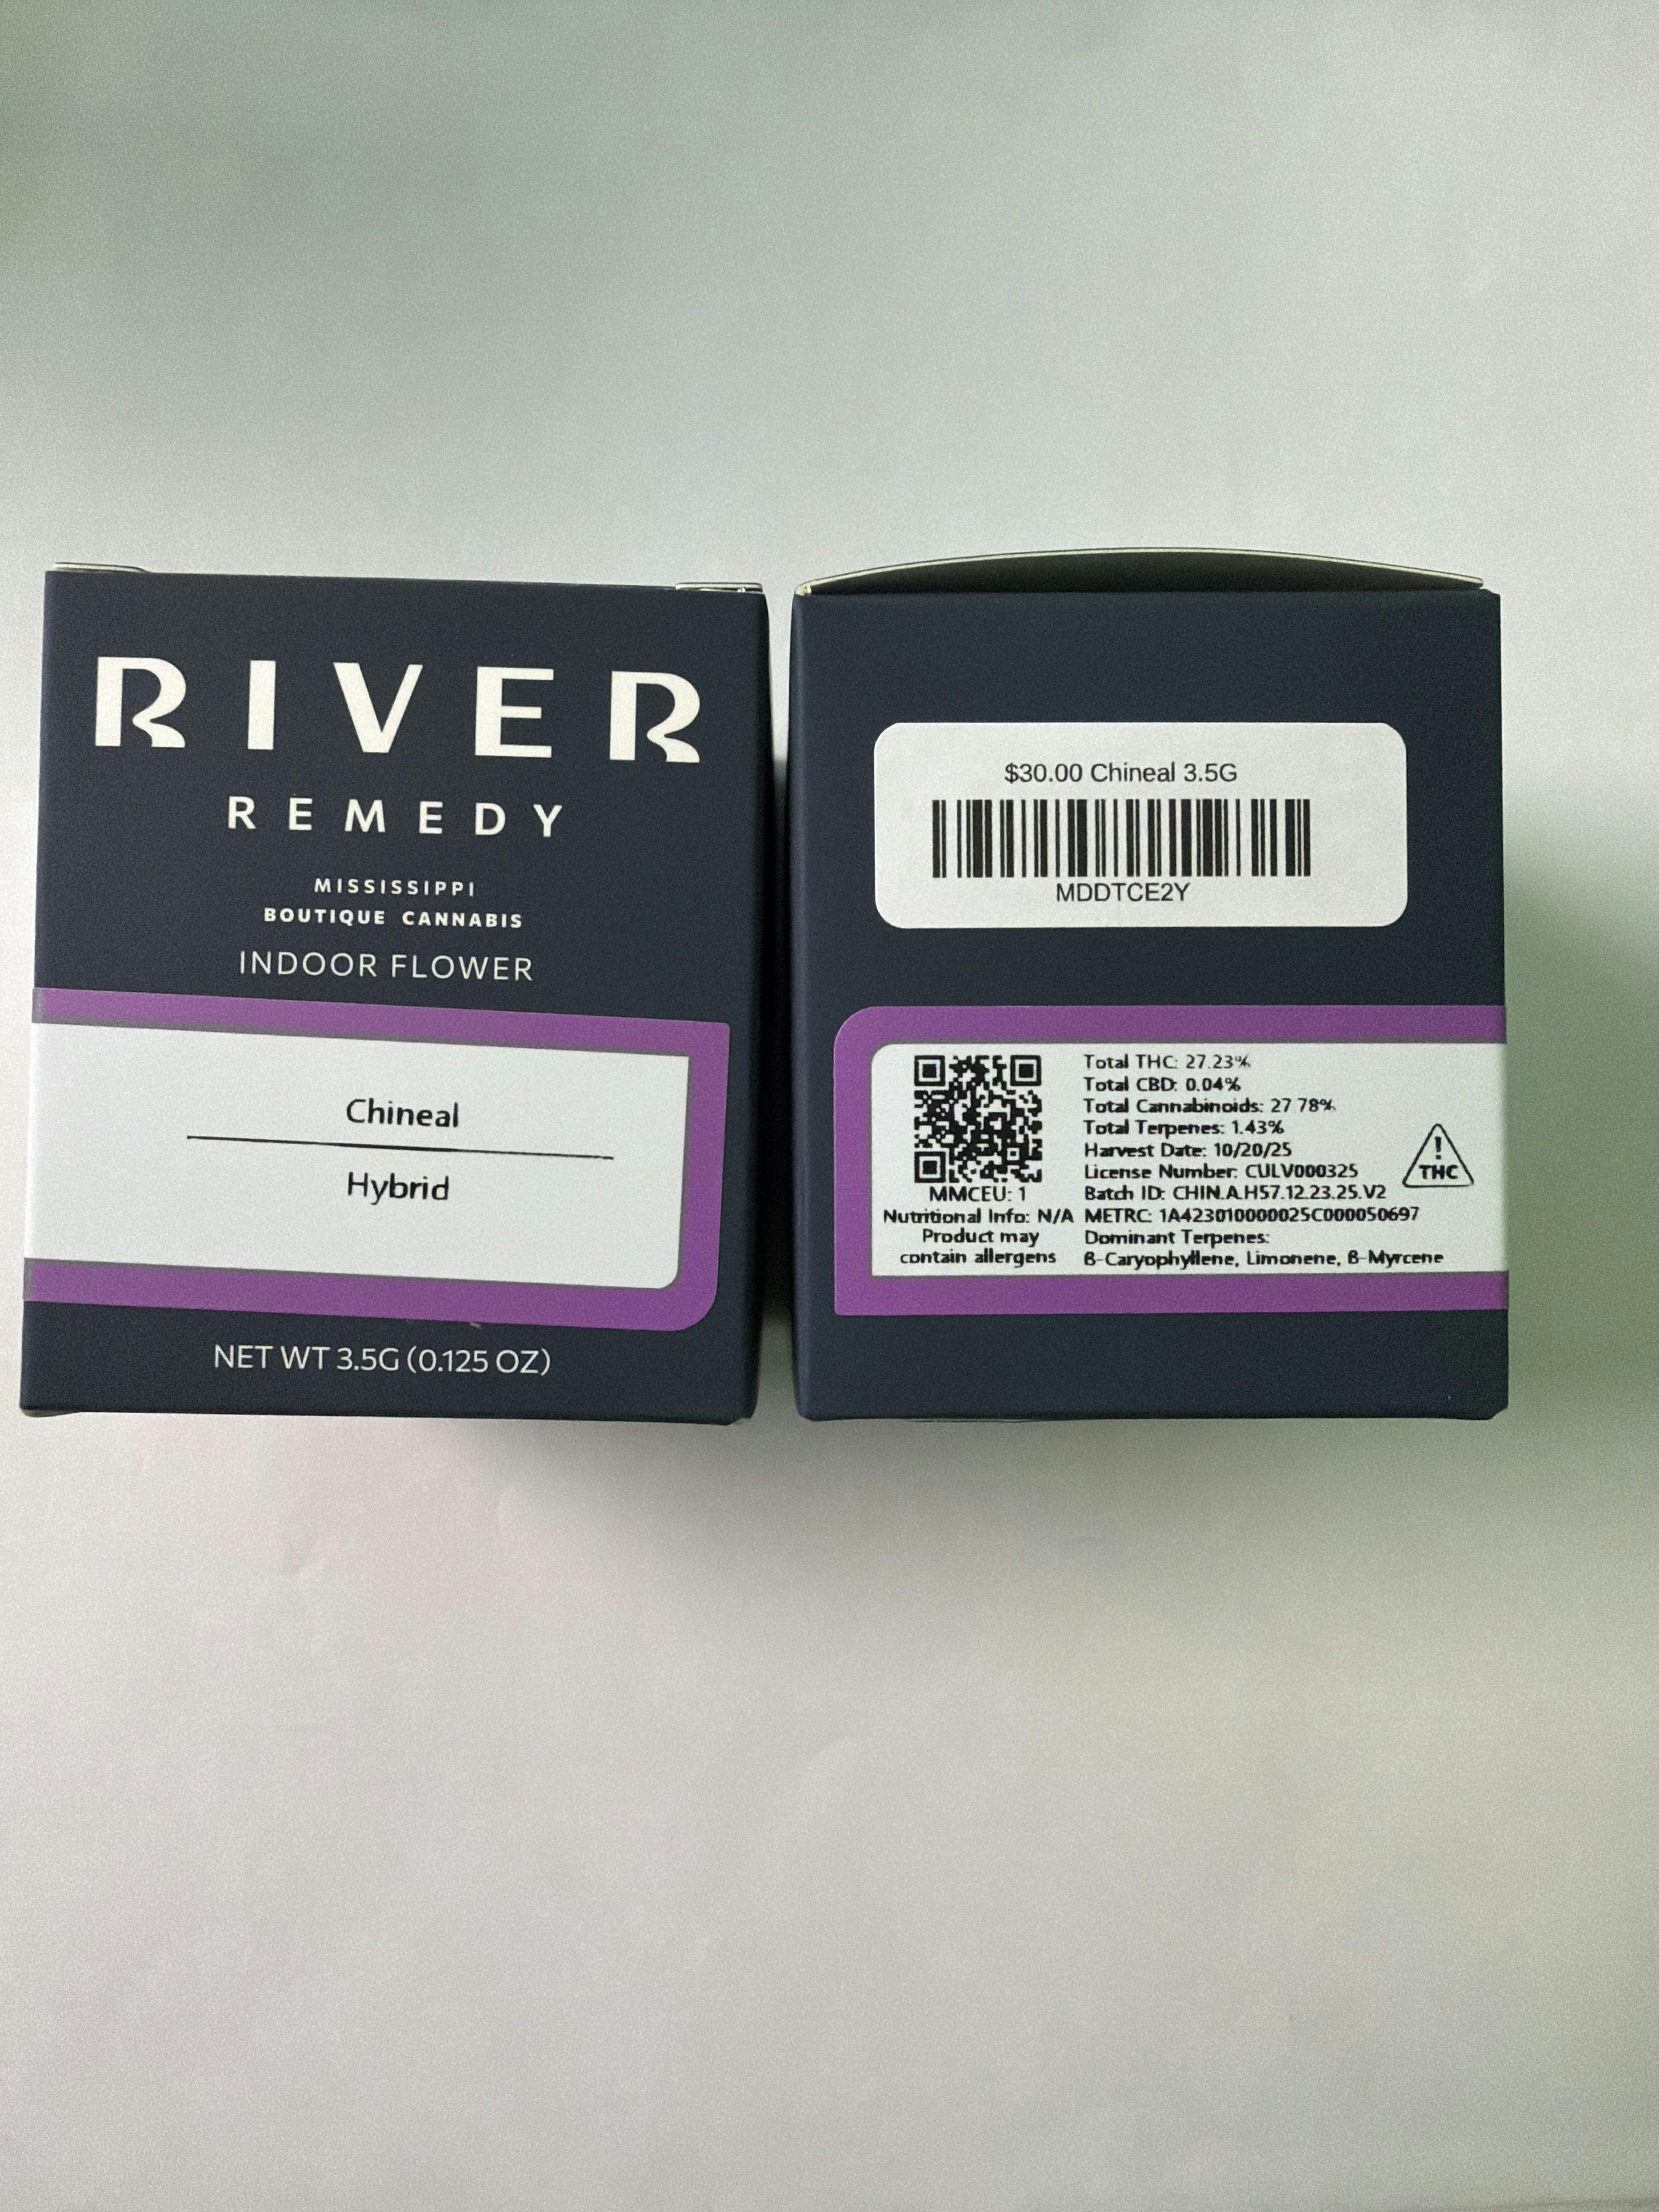 RIVER
REMEDY
MISSISSIPPI
BOUTIQUE CANNABIS
INDOOR FLOWER
Chineal
Hybrid
NET WT 3.5G (0.125 OZ)
$30.00 Chineal 3.5G
MDDTCE2Y
MMCEU: 1
Nutritional Info: N/A
Product may
contain allergens
Total THC: 27.23%
Total CBD: 0.04%
Total Cannabinoids: 27.78%
Total Terpenes: 1.43%
Harvest Date: 10/20/25
License Number: CULV000325
Batch ID: CHIN.A.H57.12.23.25.V2
METRC: 1A423010000025C000050697
Dominant Terpenes:
ß-Caryophyllene, Limonene, ß-Myrcene
!
THC